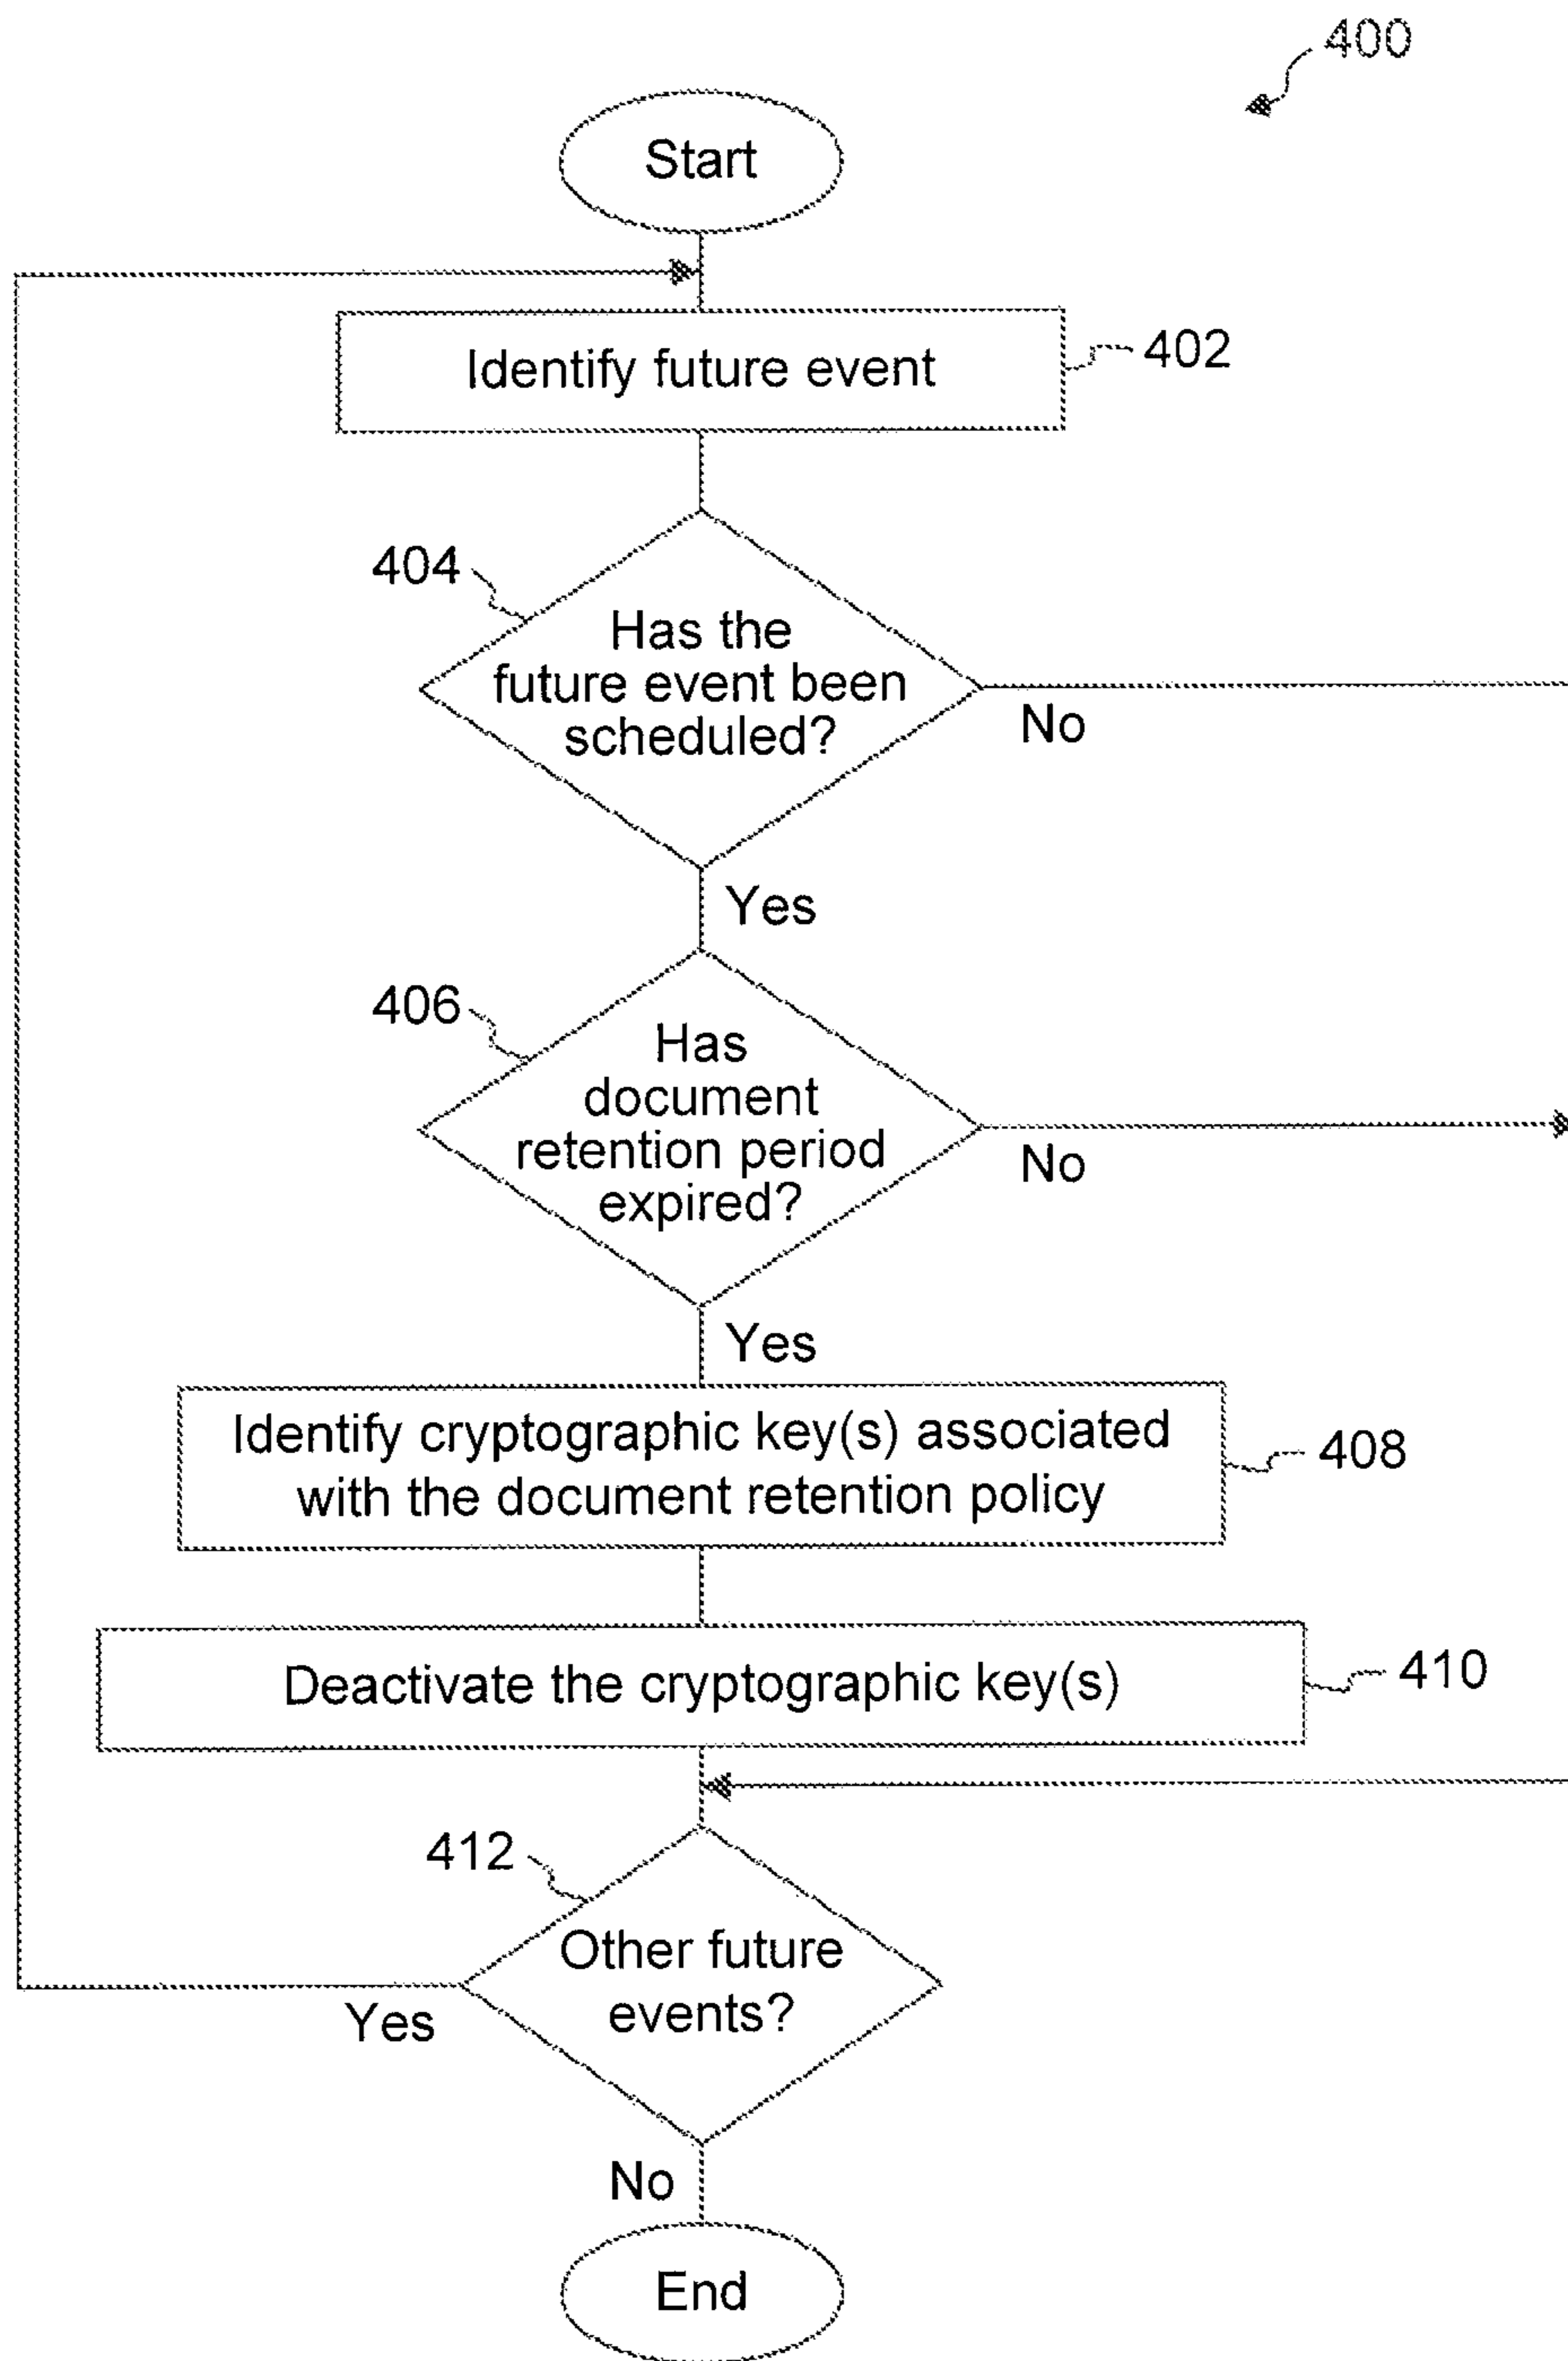 400
Start
Identify future event
402
404
Has the
future event been
scheduled?
No
Yes
406
Has
document
retention period
expired?
No
Yes
Identify cryptographic key(s) associated
with the document retention policy
408
Deactivate the cryptographic key(s)
410
412
Other future
events?
Yes
No
End